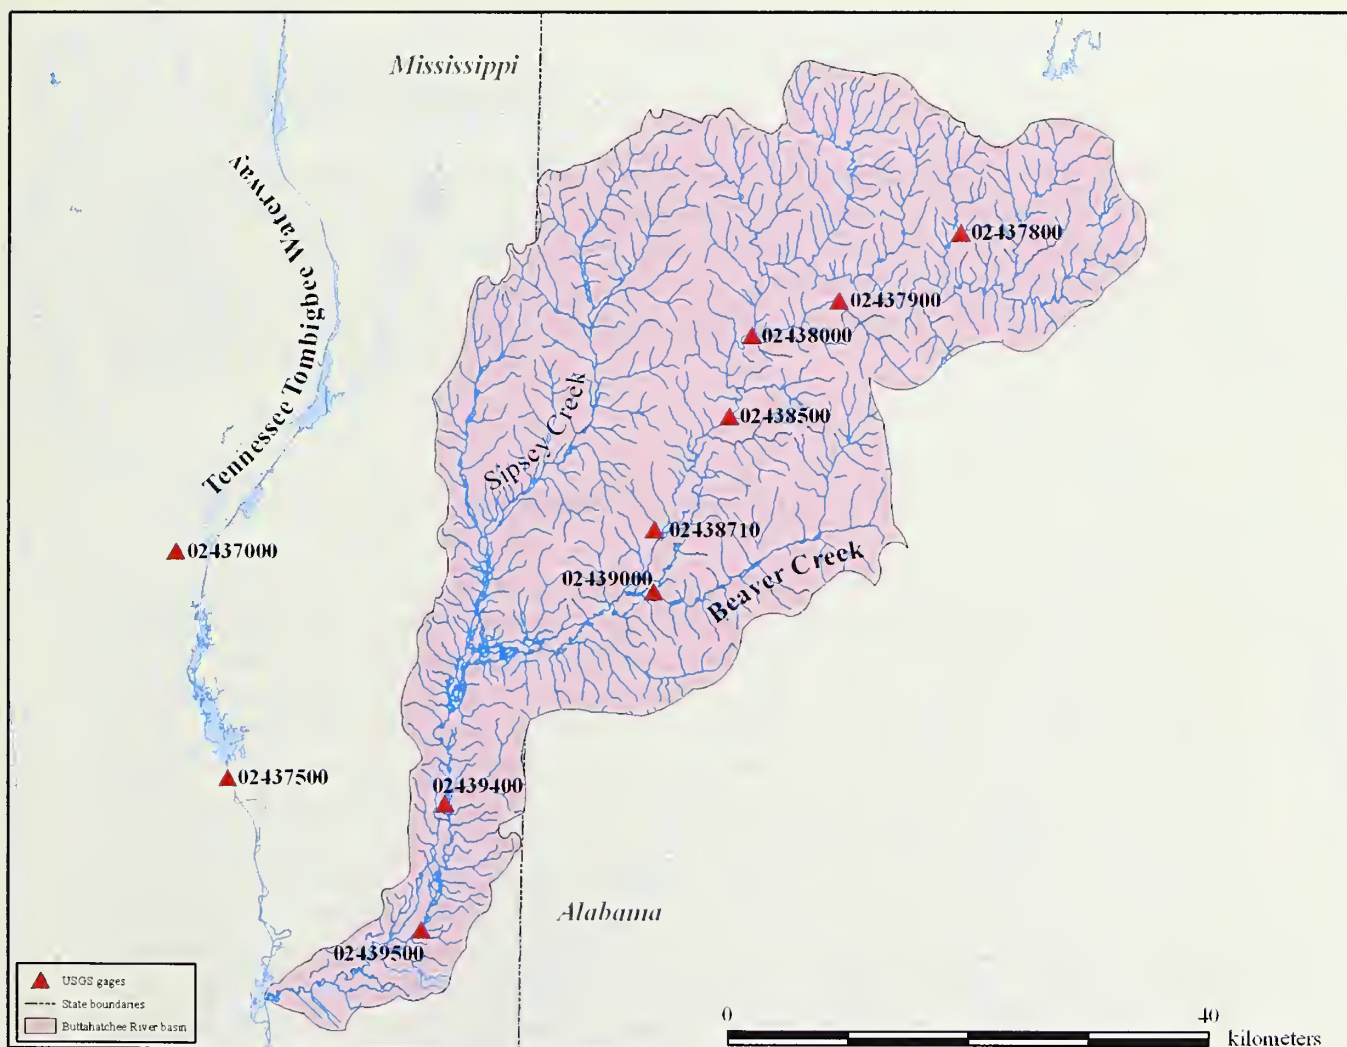 Mississippi
Tennessee Tombigbee Waterway
02437800
02437900
02438000
02438500
Sipsey Creek
02438710
02437000
02439000
Beaver Creek
02437500
02439400
Alabama
02439500
USGS gages
State boundaries
Buttahatchee River basin
0 40
kilometers